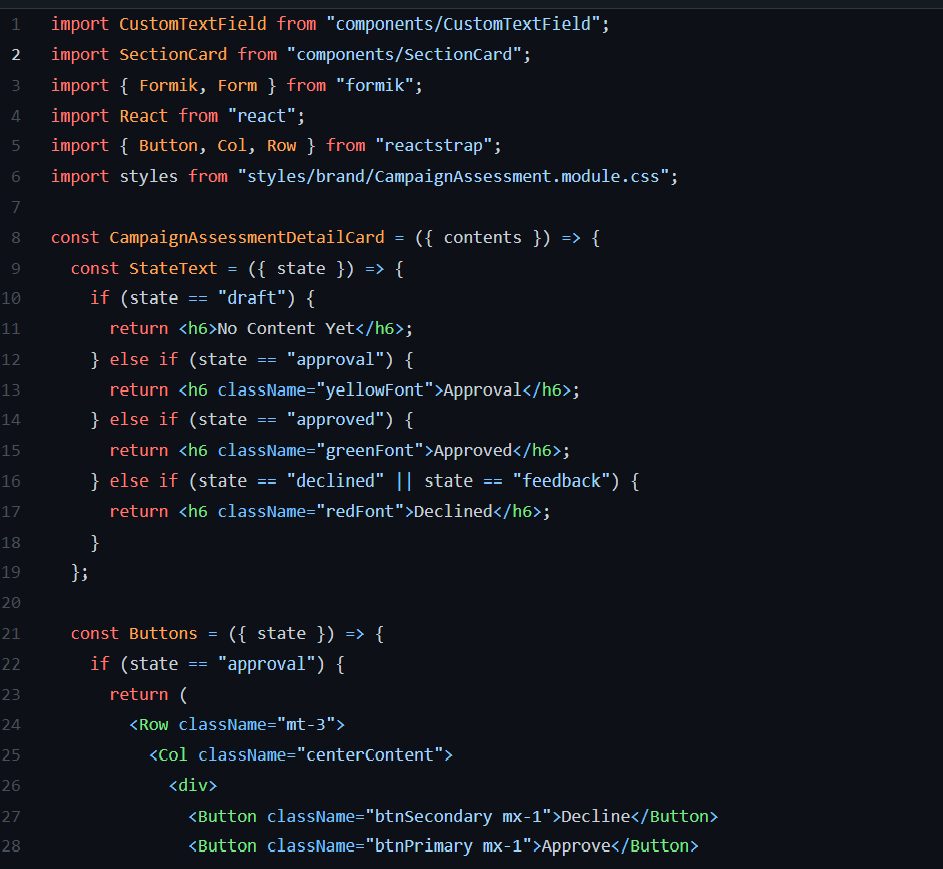 1 import CustomTextField from "components/CustomTextField";
2 import SectionCard from "components/SectionCard";
3 import { Formik, Form } from "formik";
4 import React from "react";
5 import { Button, Col, Row } from "reactstrap";
6 import styles from "styles/brand/CampaignAssessment.module.css";
7
8 const CampaignAssessmentDetailCard = ({ contents }) => {
9   const StateText = ({ state }) => {
10     if (state == "draft") {
11       return <h6>No Content Yet</h6>;
12     } else if (state == "approval") {
13       return <h6 className="yellowFont">Approval</h6>;
14     } else if (state == "approved") {
15       return <h6 className="greenFont">Approved</h6>;
16     } else if (state == "declined" || state == "feedback") {
17       return <h6 className="redFont">Declined</h6>;
18     }
19   };
20
21   const Buttons = ({ state }) => {
22     if (state == "approval") {
23       return (
24         <Row className="mt-3">
25           <Col className="centerContent">
26             <div>
27               <Button className="btnSecondary mx-1">Decline</Button>
28               <Button className="btnPrimary mx-1">Approve</Button>